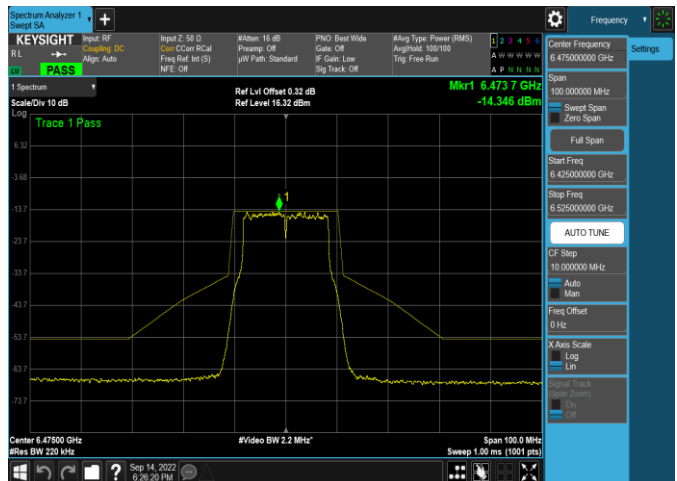 Spectrum Analyzer 1
Swept SA
Frequency
KEYSIGHT
R L
LXI
PASS
Input: RF
Coupling: DC
Align: Auto
Input Z: 50 Ω
Corr CCorr RCal
Freq Ref: Int (S)
NFE: Off
#Atten: 16 dB
Preamp: Off
µW Path: Standard
PNO: Best Wide
Gate: Off
IF Gain: Low
Sig Track: Off
#Avg Type: Power (RMS)
Avg|Hold: 100/100
Trig: Free Run
1 2 3 4 5 6
A W W W W W
A P N N N N
1 Spectrum
Scale/Div 10 dB
Log
Ref Lvl Offset 0.32 dB
Ref Level 16.32 dBm
Mkr1 6.473 7 GHz
-14.346 dBm
Trace 1 Pass
6.32
-3.68
-13.7
-23.7
-33.7
-43.7
-53.7
-63.7
-73.7
1
Center 6.47500 GHz
#Res BW 220 kHz
#Video BW 2.2 MHz*
Span 100.0 MHz
Sweep 1.00 ms (1001 pts)
Center Frequency
6.475000000 GHz
Settings
Span
100.000000 MHz
Swept Span
Zero Span
Full Span
Start Freq
6.425000000 GHz
Stop Freq
6.525000000 GHz
AUTO TUNE
CF Step
10.000000 MHz
Auto
Man
Freq Offset
0 Hz
X Axis Scale
Log
Lin
Signal Track
(Span Zoom)
On
Off
?
Sep 14, 2022
6:26:20 PM